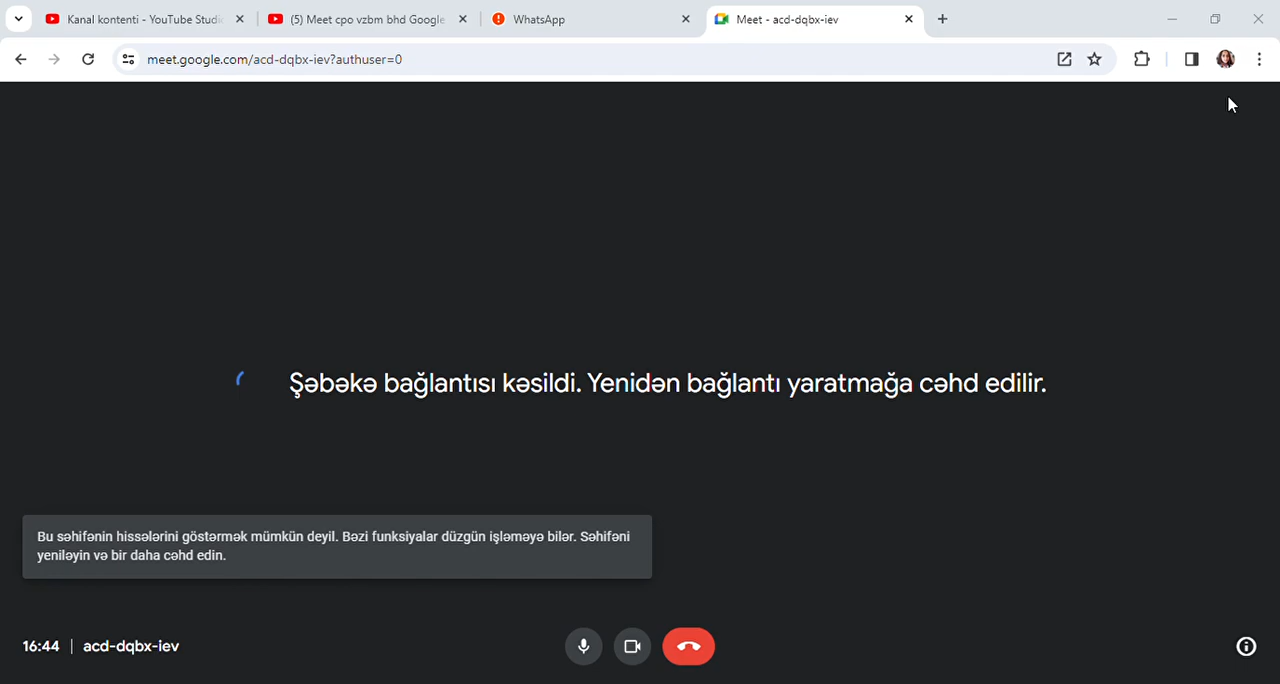 Kanal kontenti - YouTube Studi
(5) Meet cpo vzbm bhd Google
WhatsApp
Meet - acd-dqbx-iev
meet.google.com/acd-dqbx-iev?authuser=0
Şəbəkə bağlantısı kəsildi. Yenidən bağlantı yaratmağa cəhd edilir.
Bu səhifənin hissələrini göstərmək mümkün deyil. Bəzi funksiyalar düzgün işləməyə bilər. Səhifəni
yeniləyin və bir daha cəhd edin.
16:44 | acd-dqbx-iev